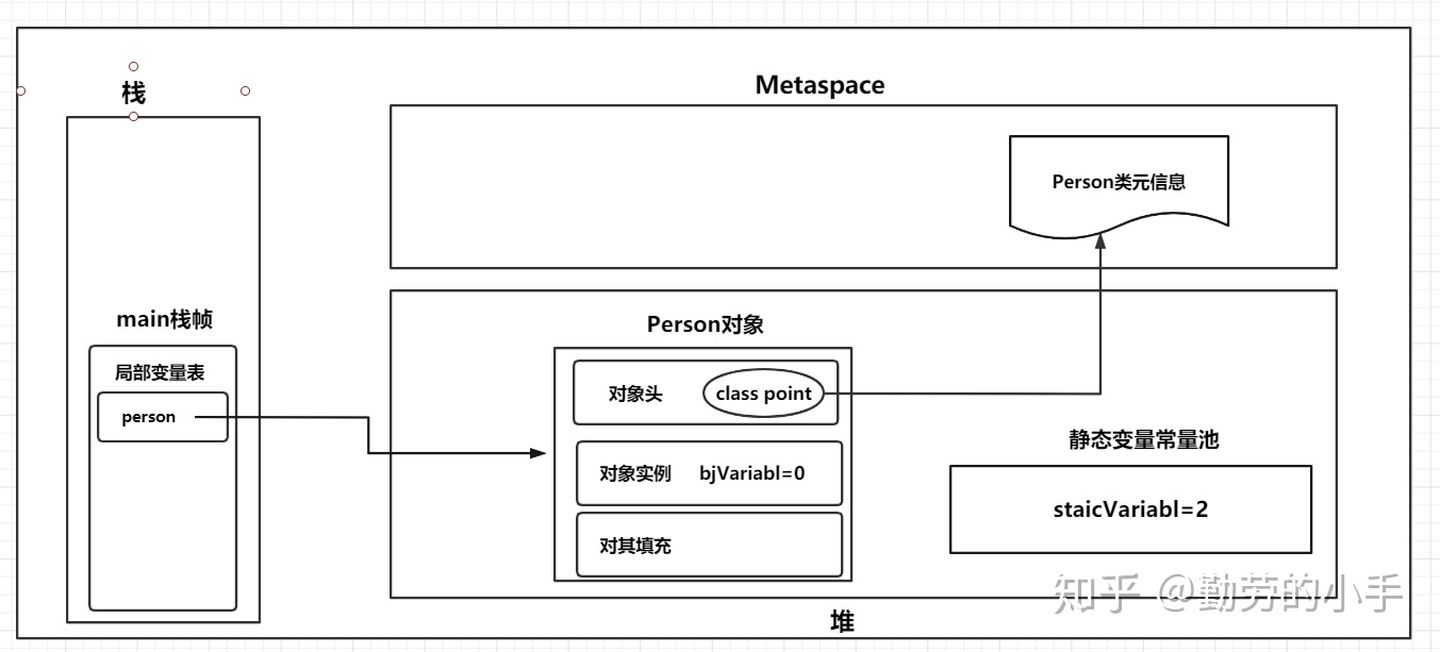 栈
Metaspace
Person类元信息
main栈帧
局部变量表
person
Person对象
对象头 class point
对象实例 bjVariabl=0
对其填充
静态变量常量池
staicVariabl=2
堆
知乎 @勤劳的小手